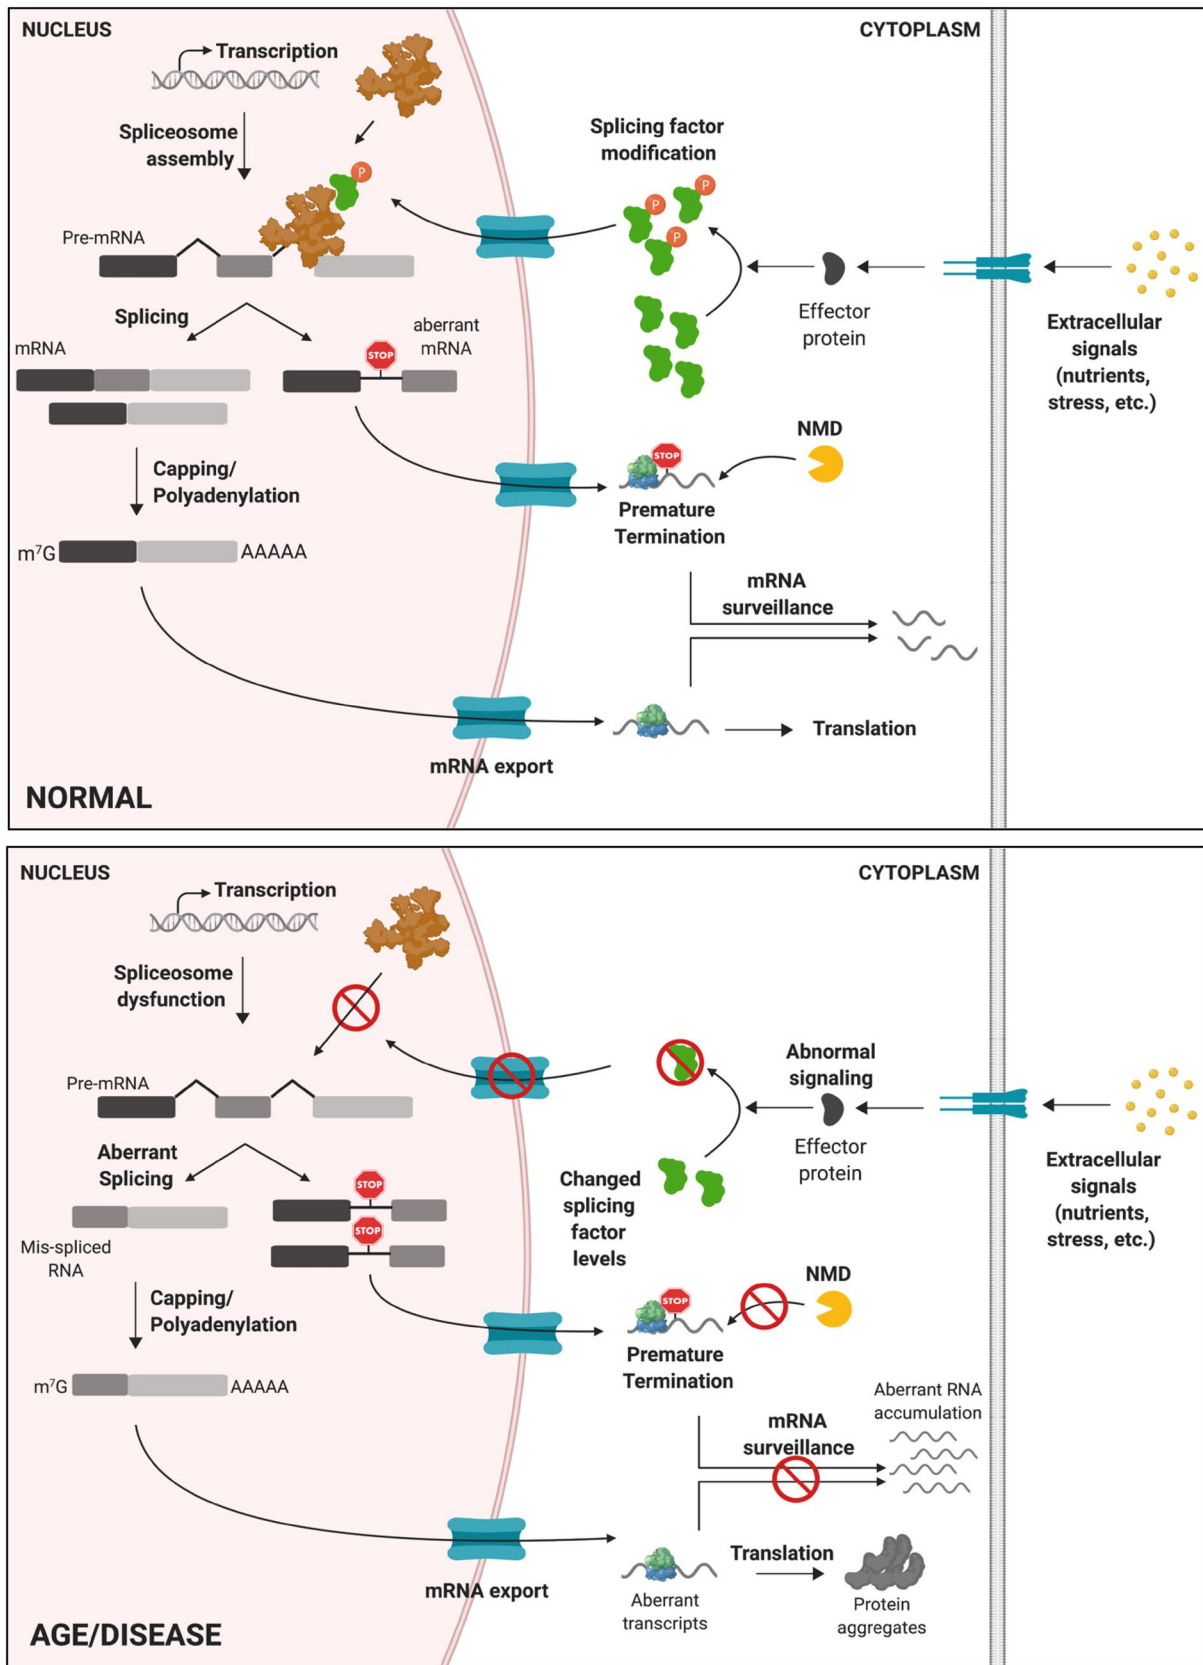 NUCLEUS
CYTOPLASM
Transcription
Spliceosome
assembly
P
Splicing factor
modification
P
P
P
Pre-mRNA
Effector
protein
Extracellular
signals
(nutrients,
stress, etc.)
Splicing
mRNA
aberrant
mRNA
STOP
Capping/
Polyadenylation
NMD
STOP
Premature
Termination
m⁷G
AAAAA
mRNA
surveillance
Translation
mRNA export
NORMAL
NUCLEUS
CYTOPLASM
Transcription
Spliceosome
dysfunction
Abnormal
signaling
Pre-mRNA
Effector
protein
Extracellular
signals
(nutrients,
stress, etc.)
Aberrant
Splicing
STOP
STOP
Changed
splicing
factor
levels
Mis-spliced
RNA
Capping/
Polyadenylation
NMD
STOP
Premature
Termination
m⁷G
AAAAA
Aberrant RNA
accumulation
mRNA
surveillance
Translation
mRNA export
Aberrant
transcripts
Protein
aggregates
AGE/DISEASE